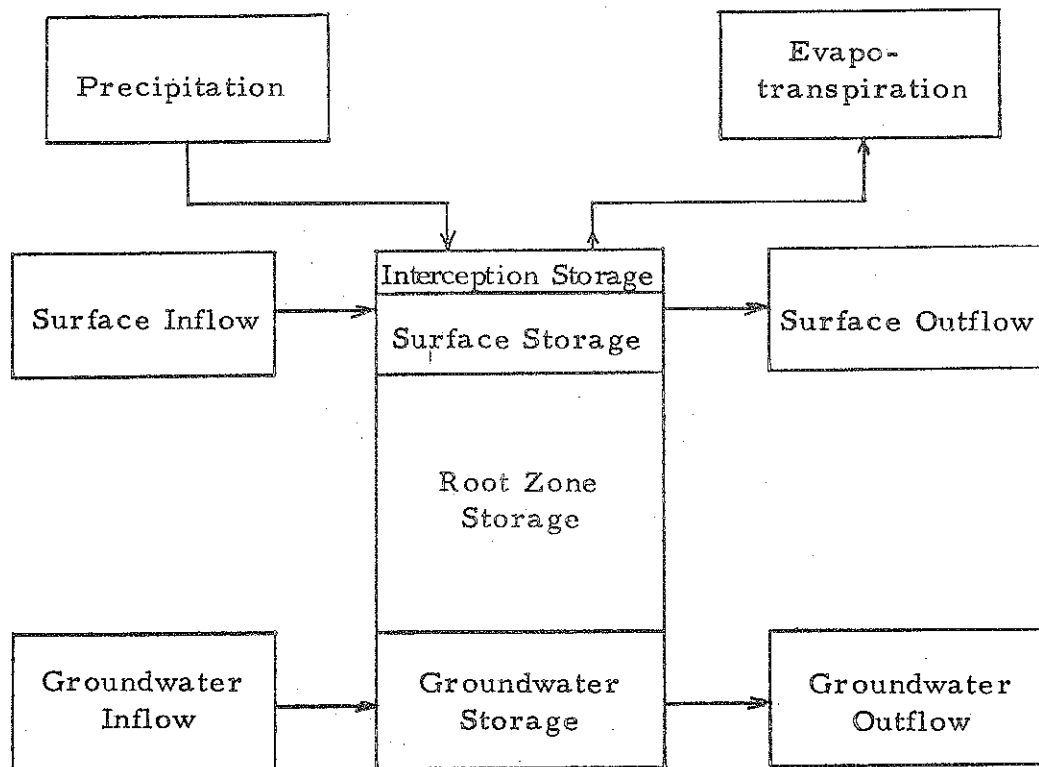 Precipitation
Evapo-
transpiration
Interception Storage
Surface Inflow
Surface Storage
Surface Outflow
Root Zone
Storage
Groundwater
Inflow
Groundwater
Storage
Groundwater
Outflow